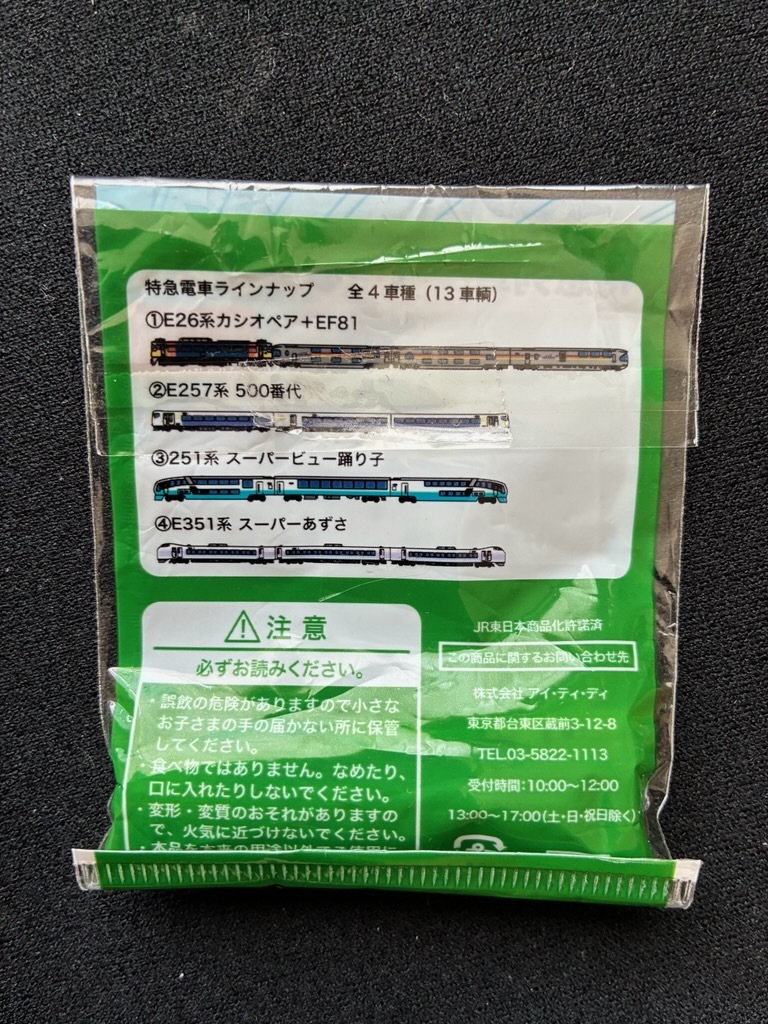 特急電車ラインナップ 全4車種（13車輌）
①E26系カシオペア＋EF81
②E257系 500番代
③251系 スーパービュー踊り子
④E351系 スーパーあずさ
注意
必ずお読みください。
・誤飲の危険がありますので小さな
お子さまの手の届かない所に保管
してください。
・食べ物ではありません。なめたり、
口に入れたりしないでください。
・変形・変質のおそれがありますの
で、火気に近づけないでください。
JR東日本商品化許諾済
この商品に関するお問い合わせ先
株式会社 アイ・ティ・ディ
東京都台東区蔵前3-12-8
TEL.03-5822-1113
受付時間：10:00～12:00
13:00～17:00（土・日・祝日除く）